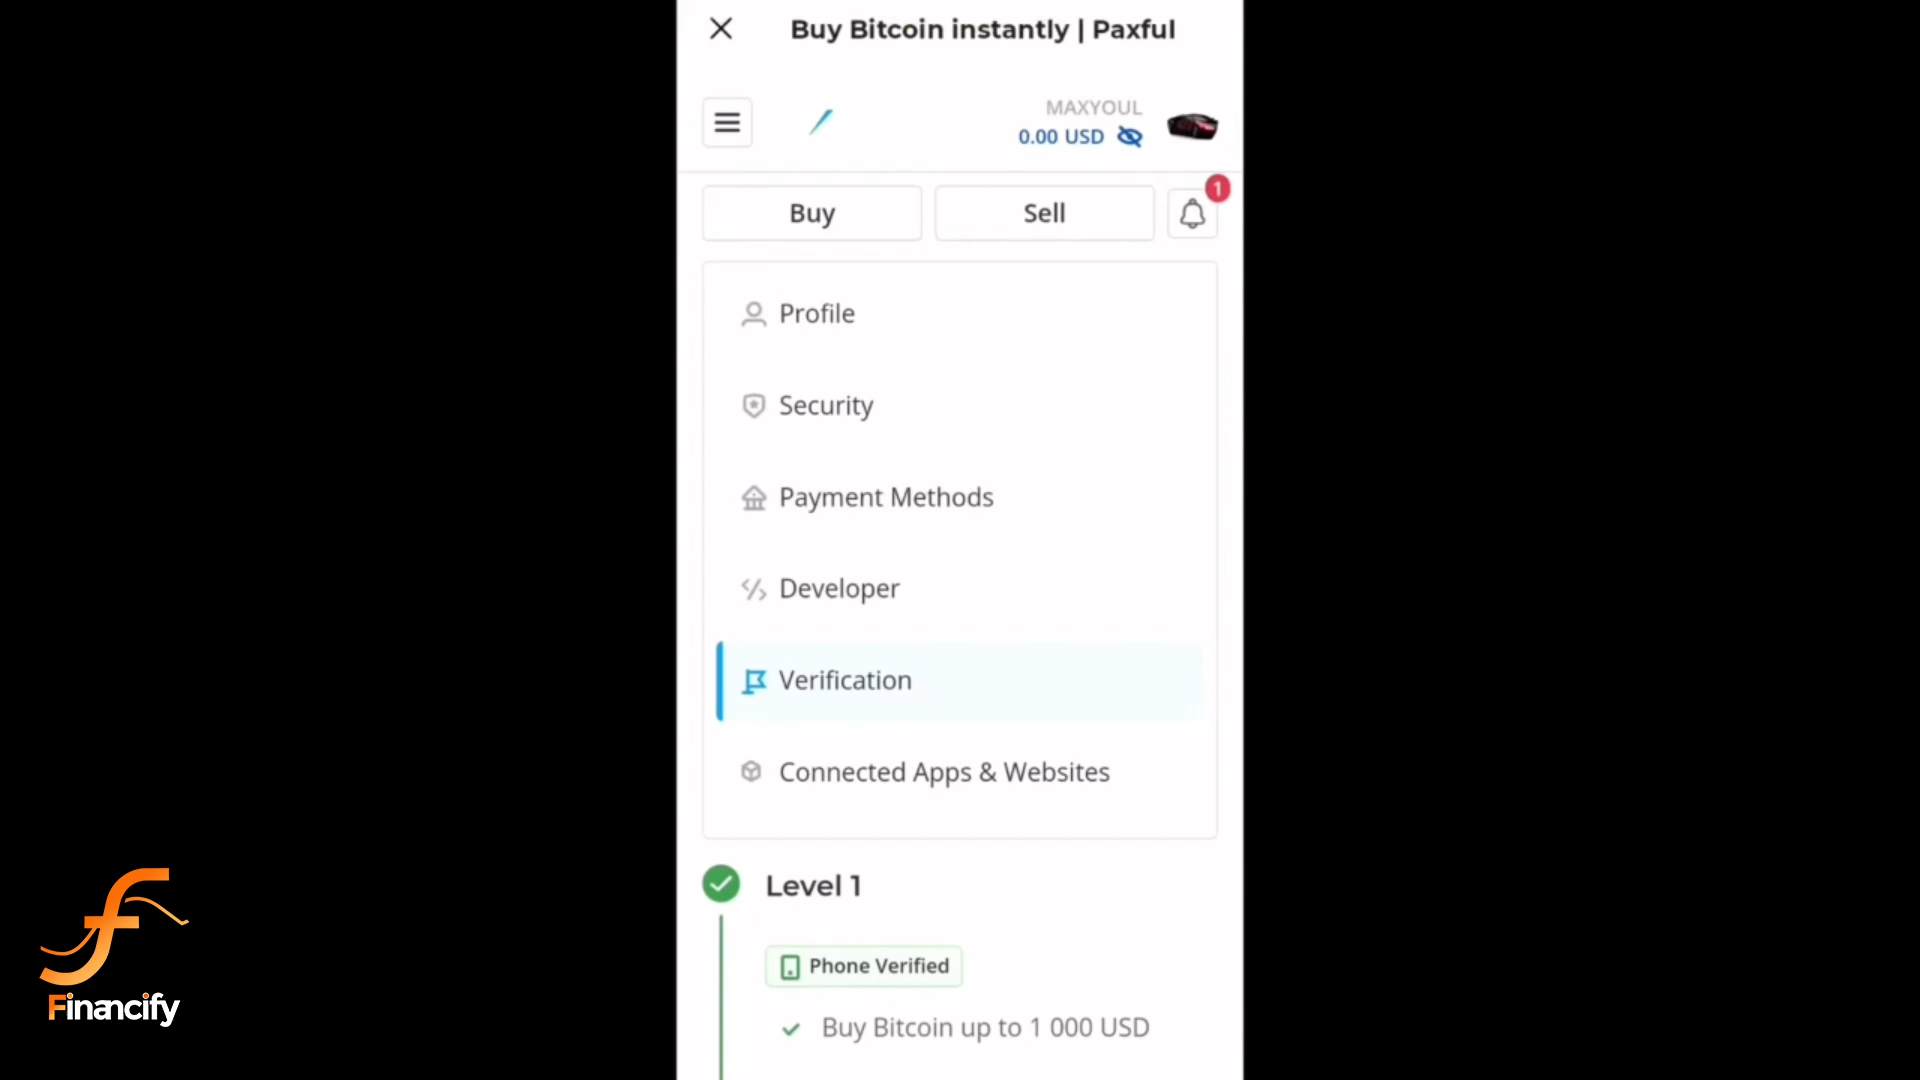 Buy Bitcoin instantly | Paxful
MAXYOUL
0.00 USD
Buy
Sell
1
Profile
Security
Payment Methods
Developer
Verification
Connected Apps & Websites
Level 1
Phone Verified
Buy Bitcoin up to 1 000 USD
Financify